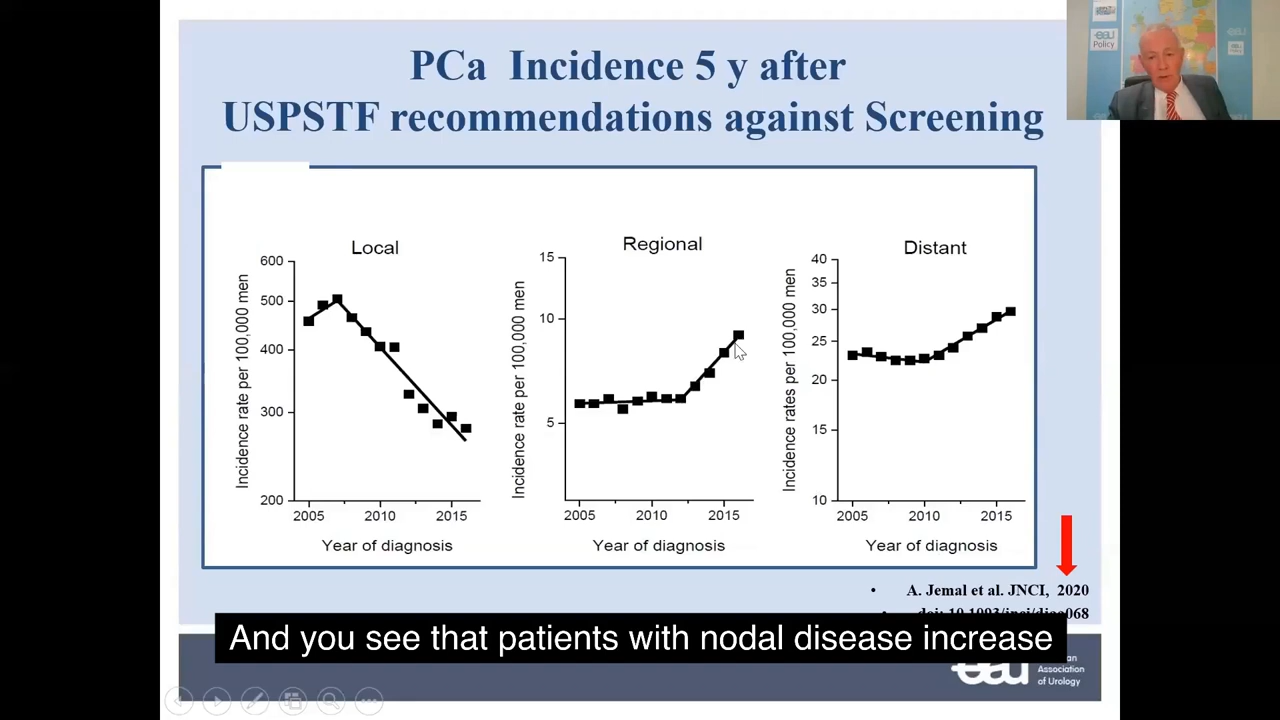 PCa Incidence 5 y after
USPSTF recommendations against Screening
eau
Policy
eau
Local
Incidence rate per 100,000 men
600
500
400
300
200
2005 2010 2015
Year of diagnosis
Regional
Incidence rate per 100,000 men
15
10
5
2005 2010 2015
Year of diagnosis
Distant
Incidence rates per 100,000 men
40
35
30
25
20
15
10
2005 2010 2015
Year of diagnosis
• A. Jemal et al. JNCI, 2020
And you see that patients with nodal disease increase
eau
Association
of Urology